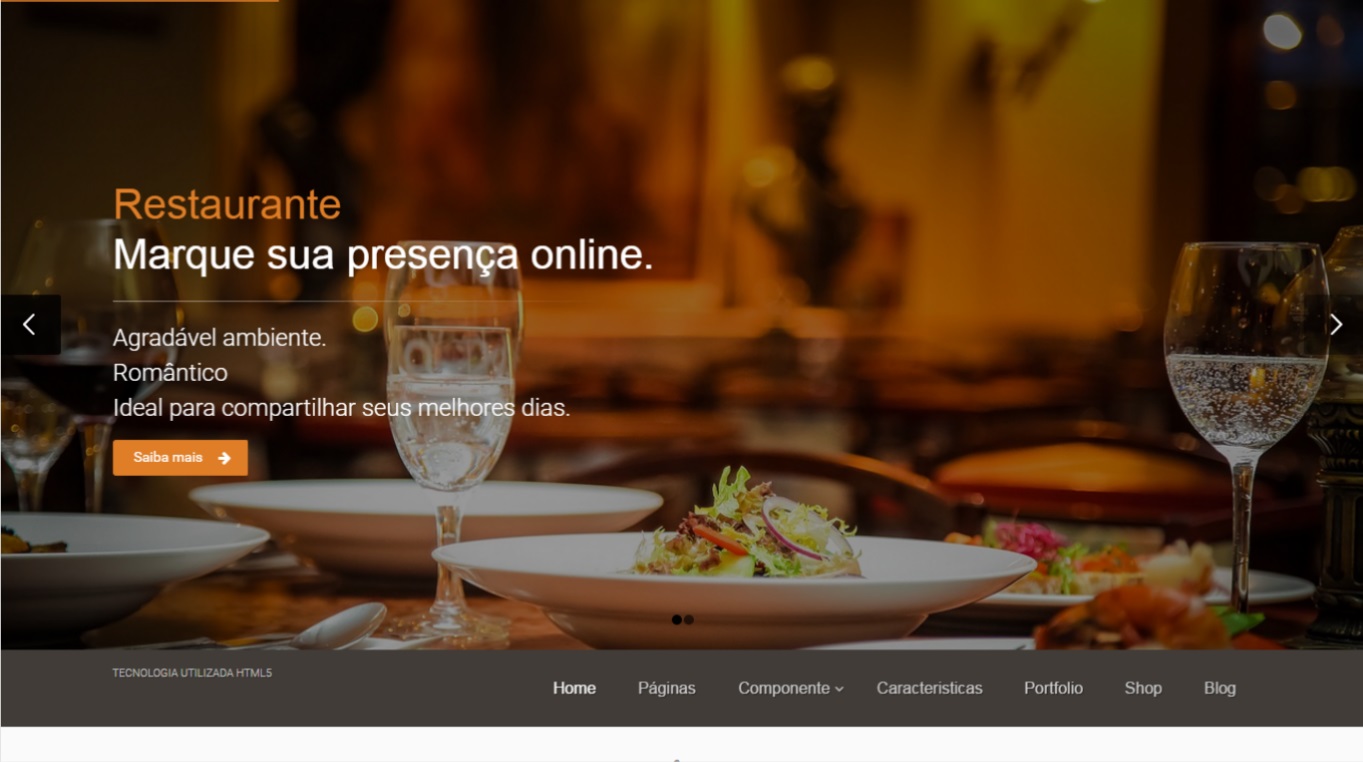 Restaurante
Marque sua presença online.
Agradável ambiente.
Romântico
Ideal para compartilhar seus melhores dias.
Saiba mais
TECNOLOGIA UTILIZADA HTML5
Home Páginas Componente Caracteristicas Portfolio Shop Blog